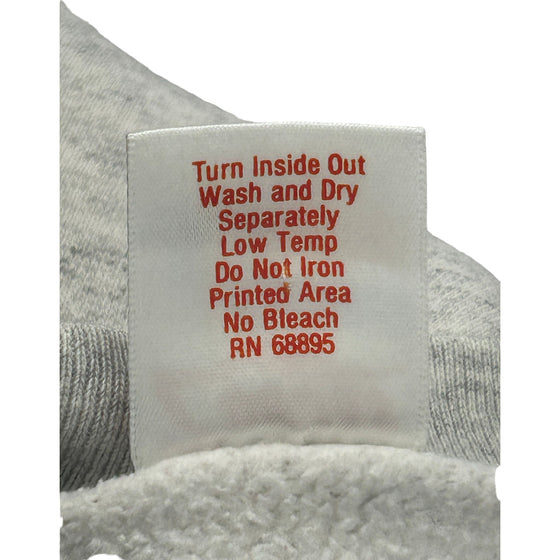 Turn Inside Out
Wash and Dry
Separately
Low Temp
Do Not Iron
Printed Area
No Bleach
RN 68895